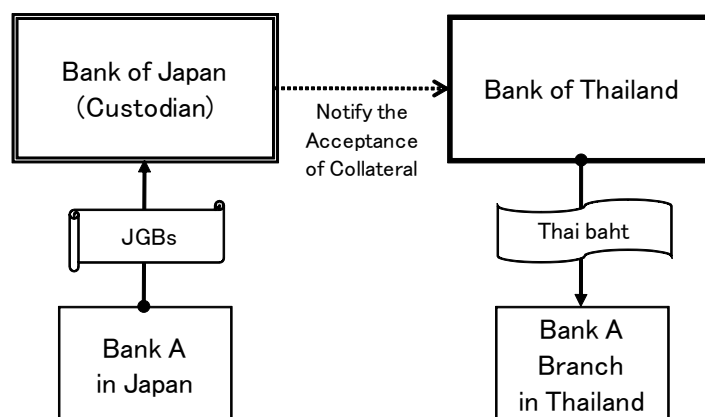 Bank of Japan
(Custodian)
Notify the
Acceptance
of Collateral
Bank of Thailand
JGBs
Thai baht
Bank A
in Japan
Bank A
Branch
in Thailand